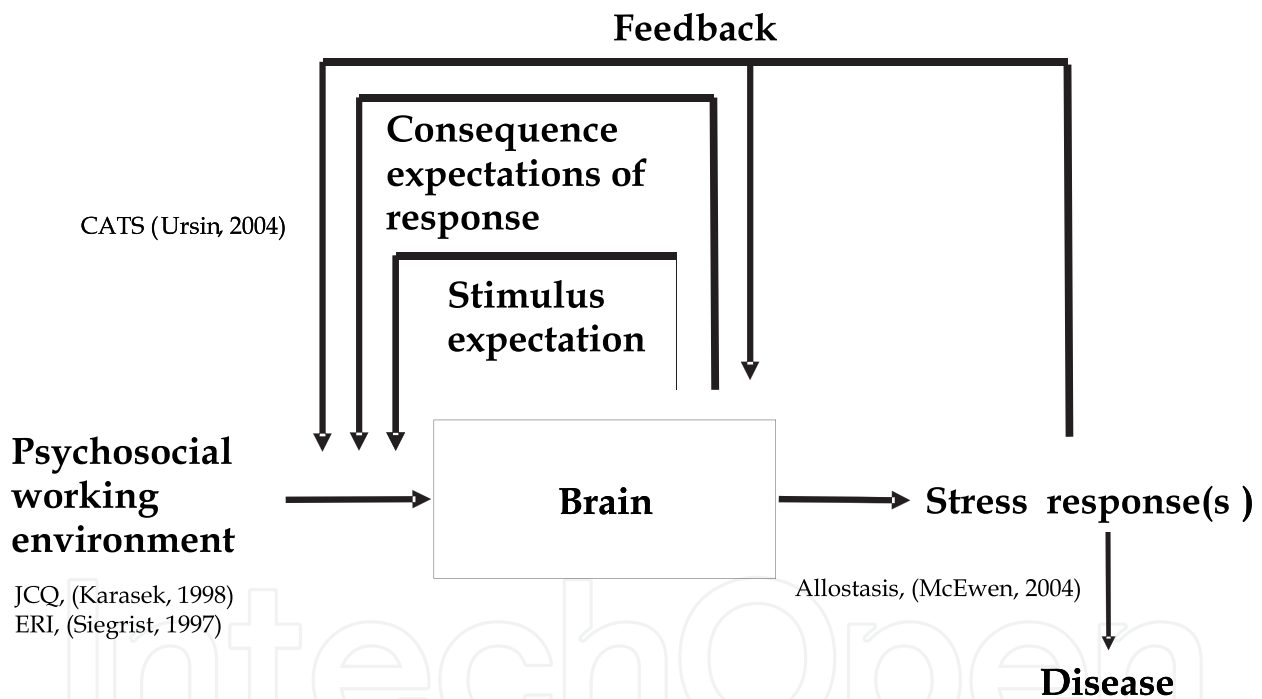 Feedback
Consequence
expectations of
response
CATS (Ursin, 2004)
Stimulus
expectation
Psychosocial
working
environment
Brain
Stress response(s )
JCQ, (Karasek, 1998)
ERI, (Siegrist, 1997)
Allostasis, (McEwen, 2004)
Disease
IntechOpen